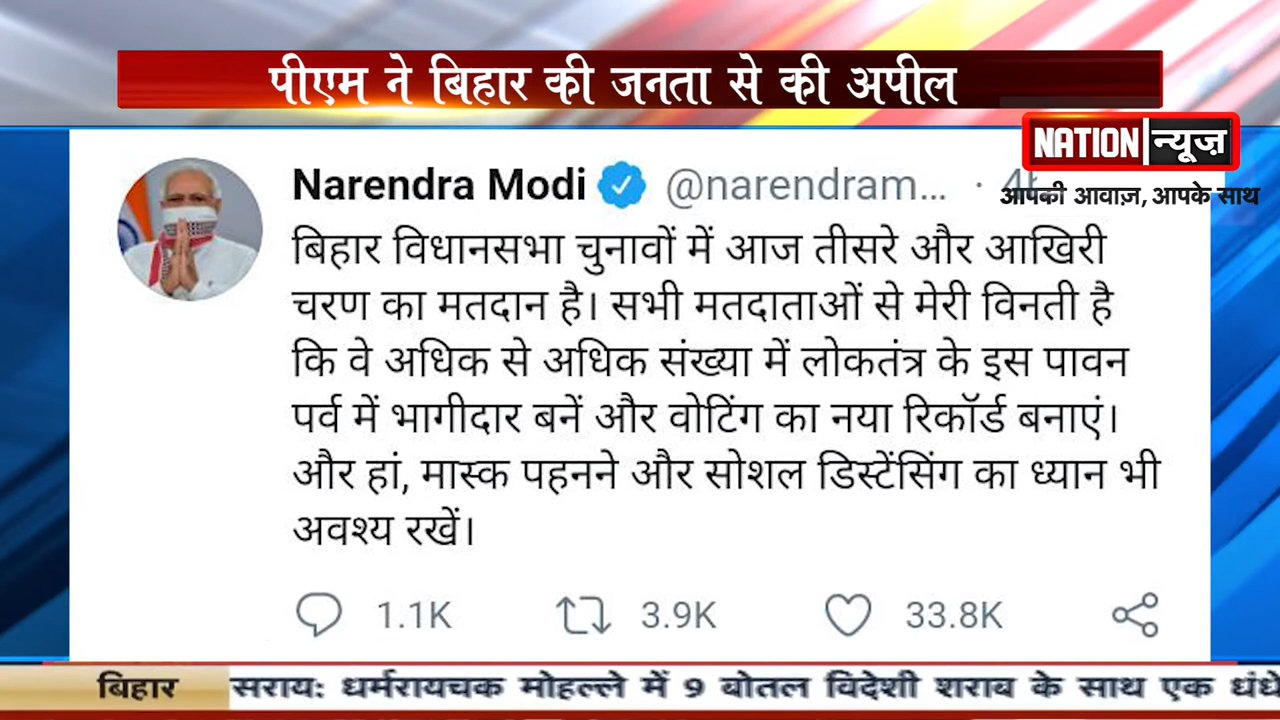 पीएम ने बिहार की जनता से की अपील
NATION न्यूज़
आपकी आवाज़, आपके साथ
Narendra Modi @narendram... ·
बिहार विधानसभा चुनावों में आज तीसरे और आखिरी
चरण का मतदान है। सभी मतदाताओं से मेरी विनती है
कि वे अधिक से अधिक संख्या में लोकतंत्र के इस पावन
पर्व में भागीदार बनें और वोटिंग का नया रिकॉर्ड बनाएं।
और हां, मास्क पहनने और सोशल डिस्टेंसिंग का ध्यान भी
अवश्य रखें।
1.1K 3.9K 33.8K
बिहार सराय: धर्मरायचक मोहल्ले में 9 बोतल विदेशी शराब के साथ एक